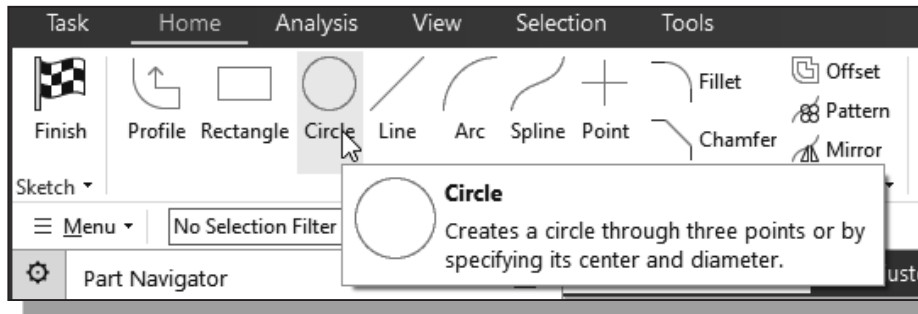 Task Home Analysis View Selection Tools
Finish Profile Rectangle Circle Line Arc Spline Point Fillet Chamfer Offset Pattern Mirror
Sketch
Menu No Selection Filter
Circle
Creates a circle through three points or by
specifying its center and diameter.
Part Navigator